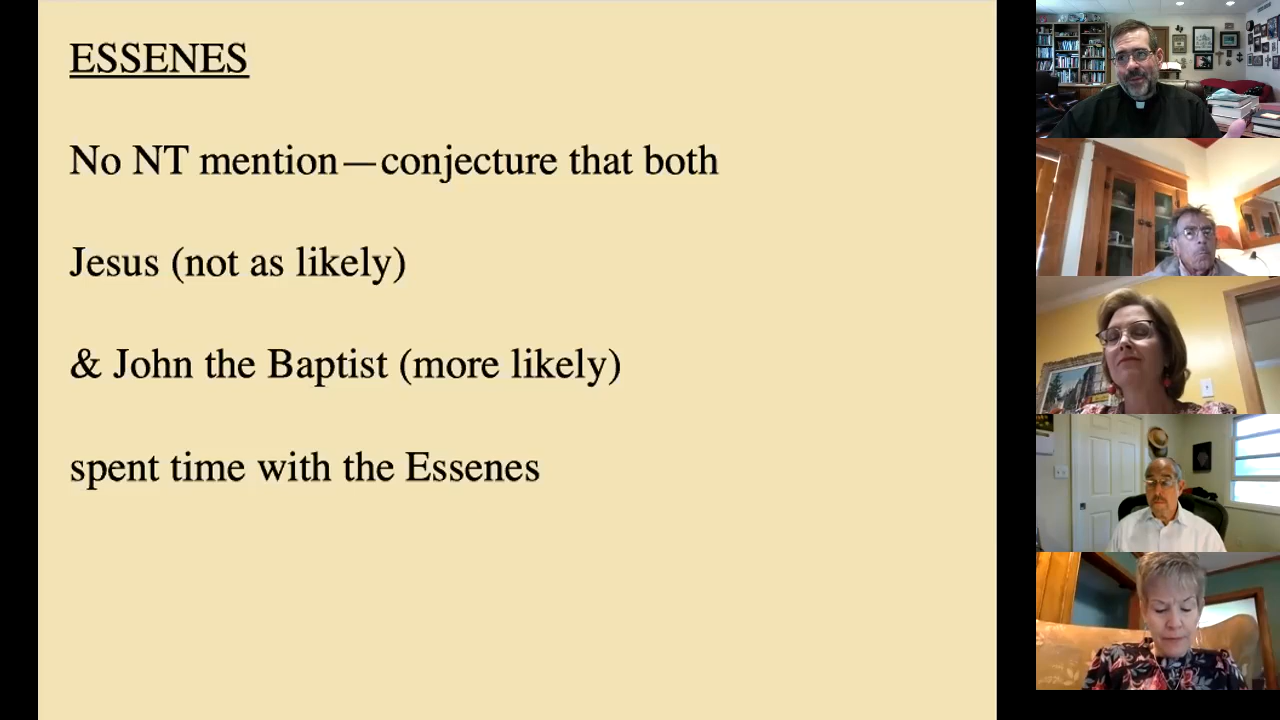 ESSENES
No NT mention—conjecture that both
Jesus (not as likely)
& John the Baptist (more likely)
spent time with the Essenes